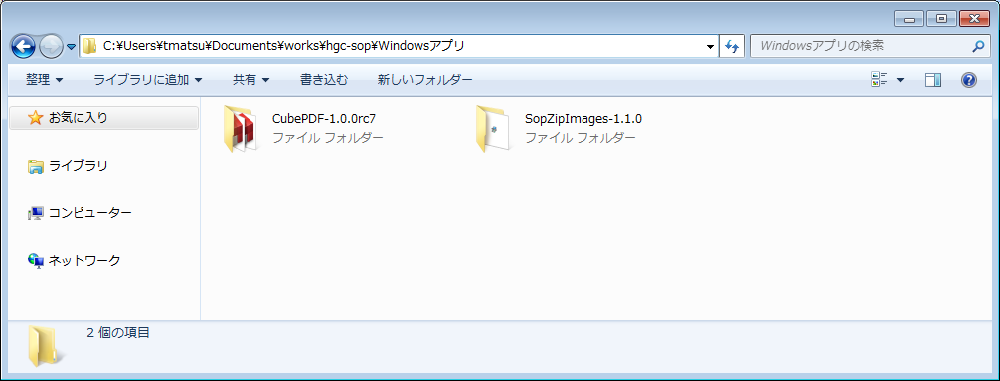 C:¥Users¥tmatsu¥Documents¥works¥hgc-sop¥Windowsアプリ
Windowsアプリの検索
整理 ライブラリに追加 共有 書き込む 新しいフォルダー
お気に入り
ライブラリ
コンピューター
ネットワーク
CubePDF-1.0.0rc7
ファイル フォルダー
SopZipImages-1.1.0
ファイル フォルダー
2 個の項目